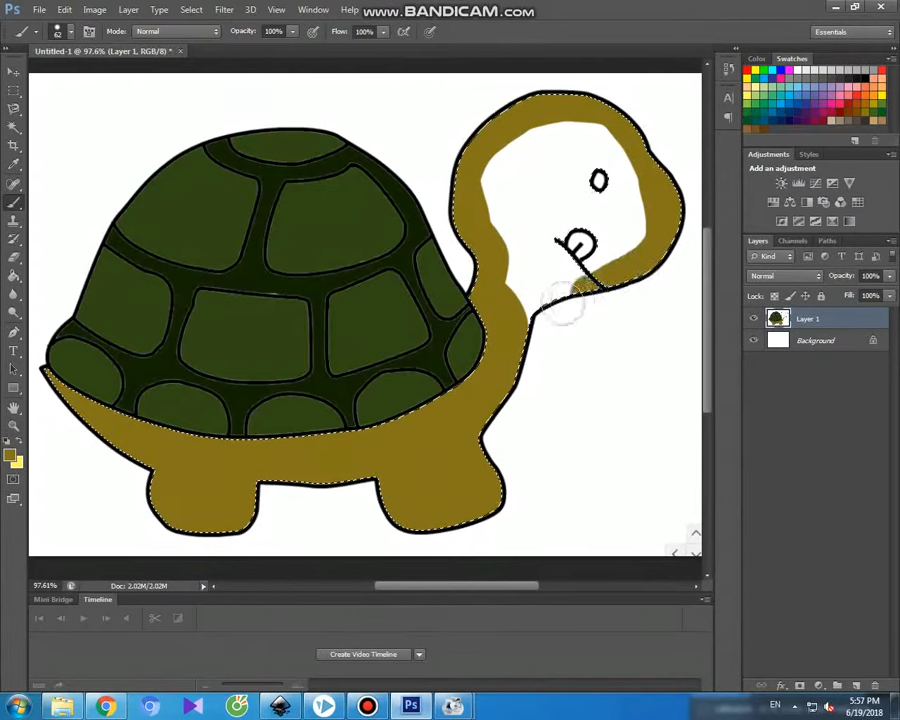 www.BANDICAM.com
Ps File Edit Image Layer Type Select Filter 3D View Window Help
62 Mode: Normal Opacity: 100% Flow: 100% Essentials
Untitled-1 @ 97.6% (Layer 1, RGB/8) * ×
Color Swatches
Adjustments Styles
Add an adjustment
Layers Channels Paths
Kind
Normal Opacity: 100%
Lock: Fill: 100%
Layer 1
Background
97.61% Doc: 2.02M/2.02M
Mini Bridge Timeline
Create Video Timeline
Ps EN 5:57 PM
6/19/2018